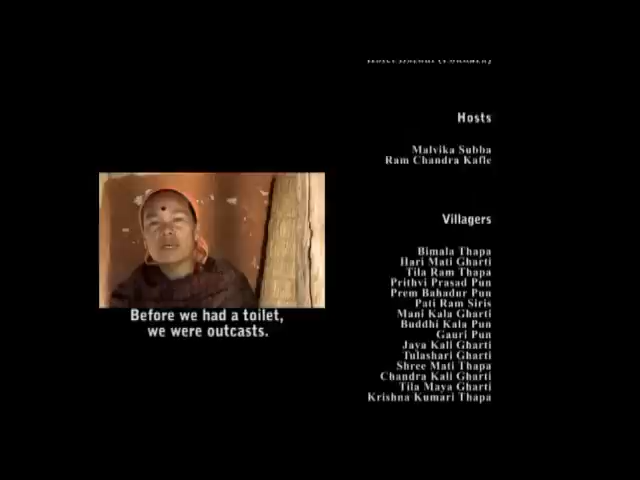 Hosts
Malvika Subba
Ram Chandra Kafle
Villagers
Bimala Thapa
Hari Mati Gharti
Tila Ram Thapa
Prithvi Prasad Pun
Prem Bahadur Pun
Pati Ram Siris
Mani Kala Gharti
Buddhi Kala Pun
Gauri Pun
Jaya Kali Gharti
Tulashari Gharti
Shree Mati Thapa
Chandra Kali Gharti
Tila Maya Gharti
Krishna Kumari Thapa
Before we had a toilet,
we were outcasts.